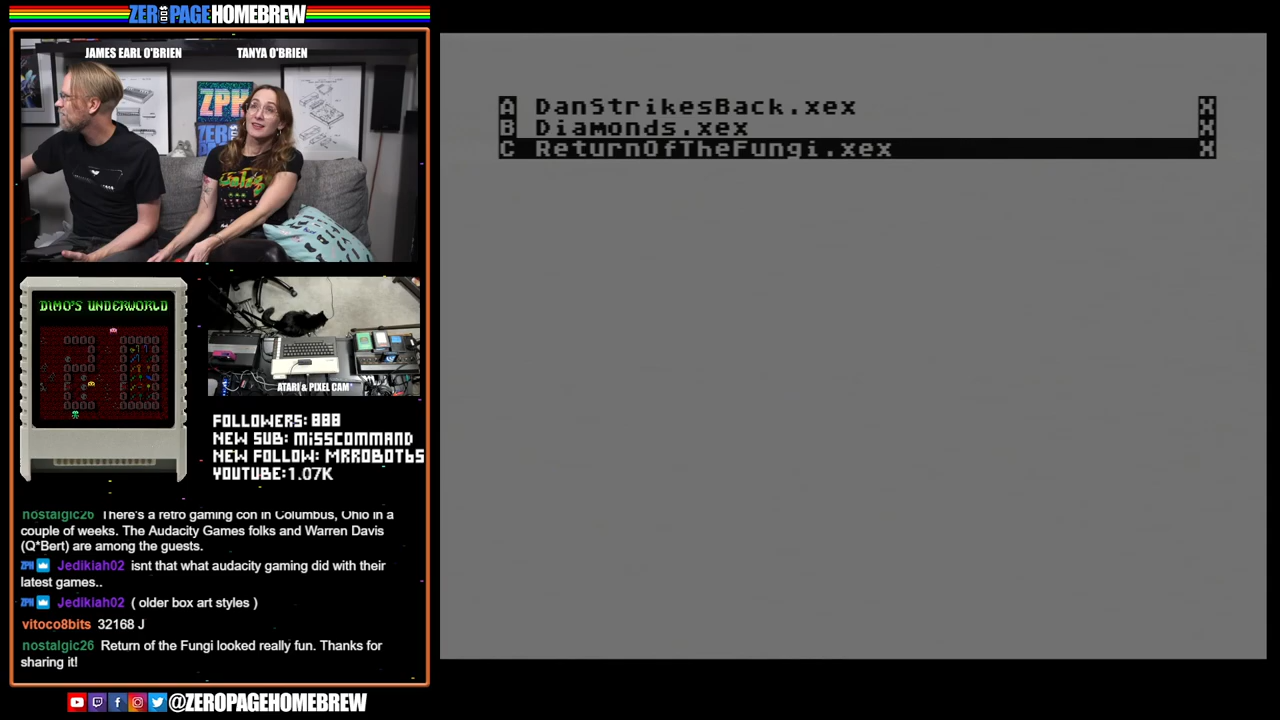 ZEROPAGEHOMEBREW
JAMES EARL O'BRIEN
TANYA O'BRIEN
ZPH
DIMO'S UNDERWORLD
ATARI & PIXEL CAM
FOLLOWERS: 888
NEW SUB: MISSCOMMAND
NEW FOLLOW: MRROBOT65
YOUTUBE:1.07K
nostalgic26 There's a retro gaming con in Columbus, Ohio in a
couple of weeks. The Audacity Games folks and Warren Davis
(Q*Bert) are among the guests.
ZPH Jedikiah02 isnt that what audacity gaming did with their
latest games..
ZPH Jedikiah02 ( older box art styles )
vitoco8bits 32168 J
nostalgic26 Return of the Fungi looked really fun. Thanks for
sharing it!
@ZEROPAGEHOMEBREW
A DanStrikesBack.xex X
B Diamonds.xex X
C ReturnOfTheFungi.xex X